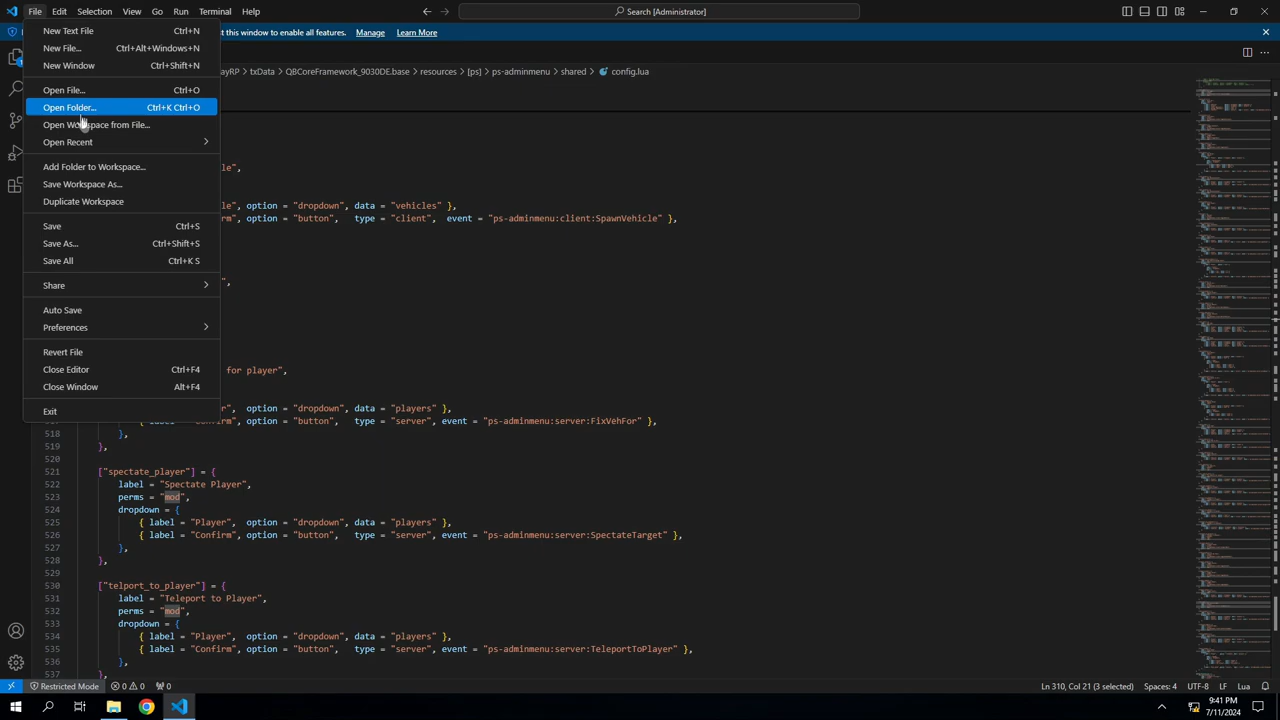 File Edit Selection View Go Run Terminal Help
Search [Administrator]
t this window to enable all features. Manage Learn More
New Text File Ctrl+N
New File... Ctrl+Alt+Windows+N
New Window Ctrl+Shift+N
Open File... Ctrl+O
Open Folder... Ctrl+K Ctrl+O
Open Workspace from File...
Open Recent
Add Folder to Workspace...
Save Workspace As...
Duplicate Workspace
Save Ctrl+S
Save As... Ctrl+Shift+S
Save All Ctrl+K S
Share
Auto Save
Preferences
Revert File
Close Editor Ctrl+F4
Close Window Alt+F4
Exit
ayRP > txData > QBCoreFramework_9030DE.base > resources > [ps] > ps-adminmenu > shared > config.lua
le",
le", option = "dropdown", data = "vehicles" },
rm", option = "button", type = "client", event = "ps-adminmenu:client:SpawnVehicle" },
",
for player",
r", option = "dropdown", data = "players" },
rm", option = "button", type = "server", event = "ps-adminmenu:server:FixVehFor" },
518 },
519 },
520
521 ["spectate_player"] = {
522 label = "Spectate Player",
523 perms = "mod",
524 dropdown = {
525 { label = "Player", option = "dropdown", data = "players" },
526 { label = "Confirm", option = "button", type = "server", event = "ps-adminmenu:server:SpectateTarget" },
527 },
528 },
529
530 ["telport_to_player"] = {
531 label = "Teleport to Player",
532 perms = "mod",
533 dropdown = {
534 { label = "Player", option = "dropdown", data = "players" },
535 { label = "Confirm", option = "button", type = "server", event = "ps-adminmenu:server:TeleportToPlayer" },
536 },
537 },
Restricted Mode 0 0 0 Ln 310, Col 21 (3 selected) Spaces: 4 UTF-8 LF Lua
9:41 PM
7/11/2024